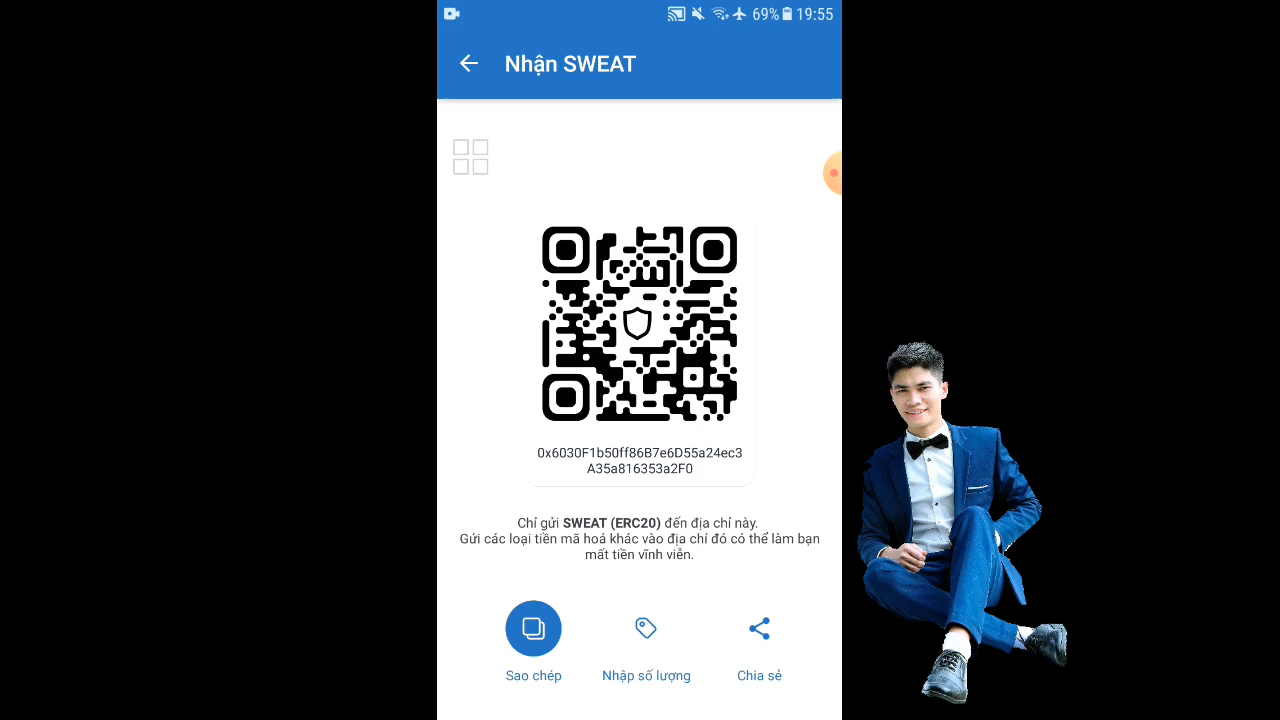 69% 19:55
Nhận SWEAT
0x6030F1b50ff86B7e6D55a24ec3
A35a816353a2F0
Chỉ gửi SWEAT (ERC20) đến địa chỉ này.
Gửi các loại tiền mã hoá khác vào địa chỉ đó có thể làm bạn
mất tiền vĩnh viễn.
Sao chép
Nhập số lượng
Chia sẻ